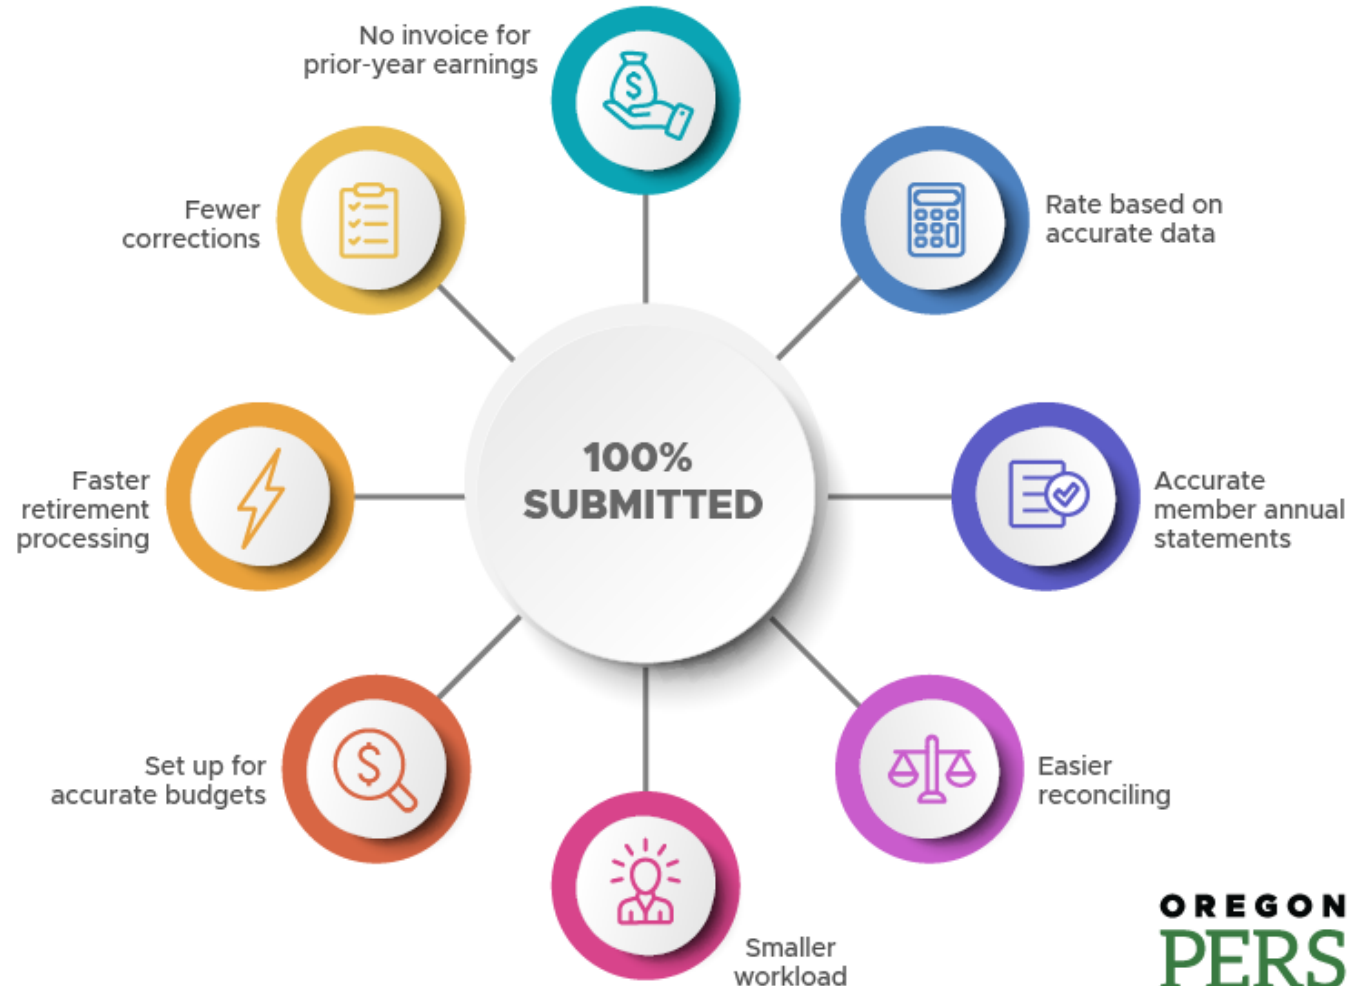 No invoice for
prior-year earnings
Rate based on
accurate data
Accurate
member annual
statements
Easier
reconciling
Smaller
workload
Set up for
accurate budgets
Faster
retirement
processing
Fewer
corrections
100%
SUBMITTED
$
$
OREGON
PERS